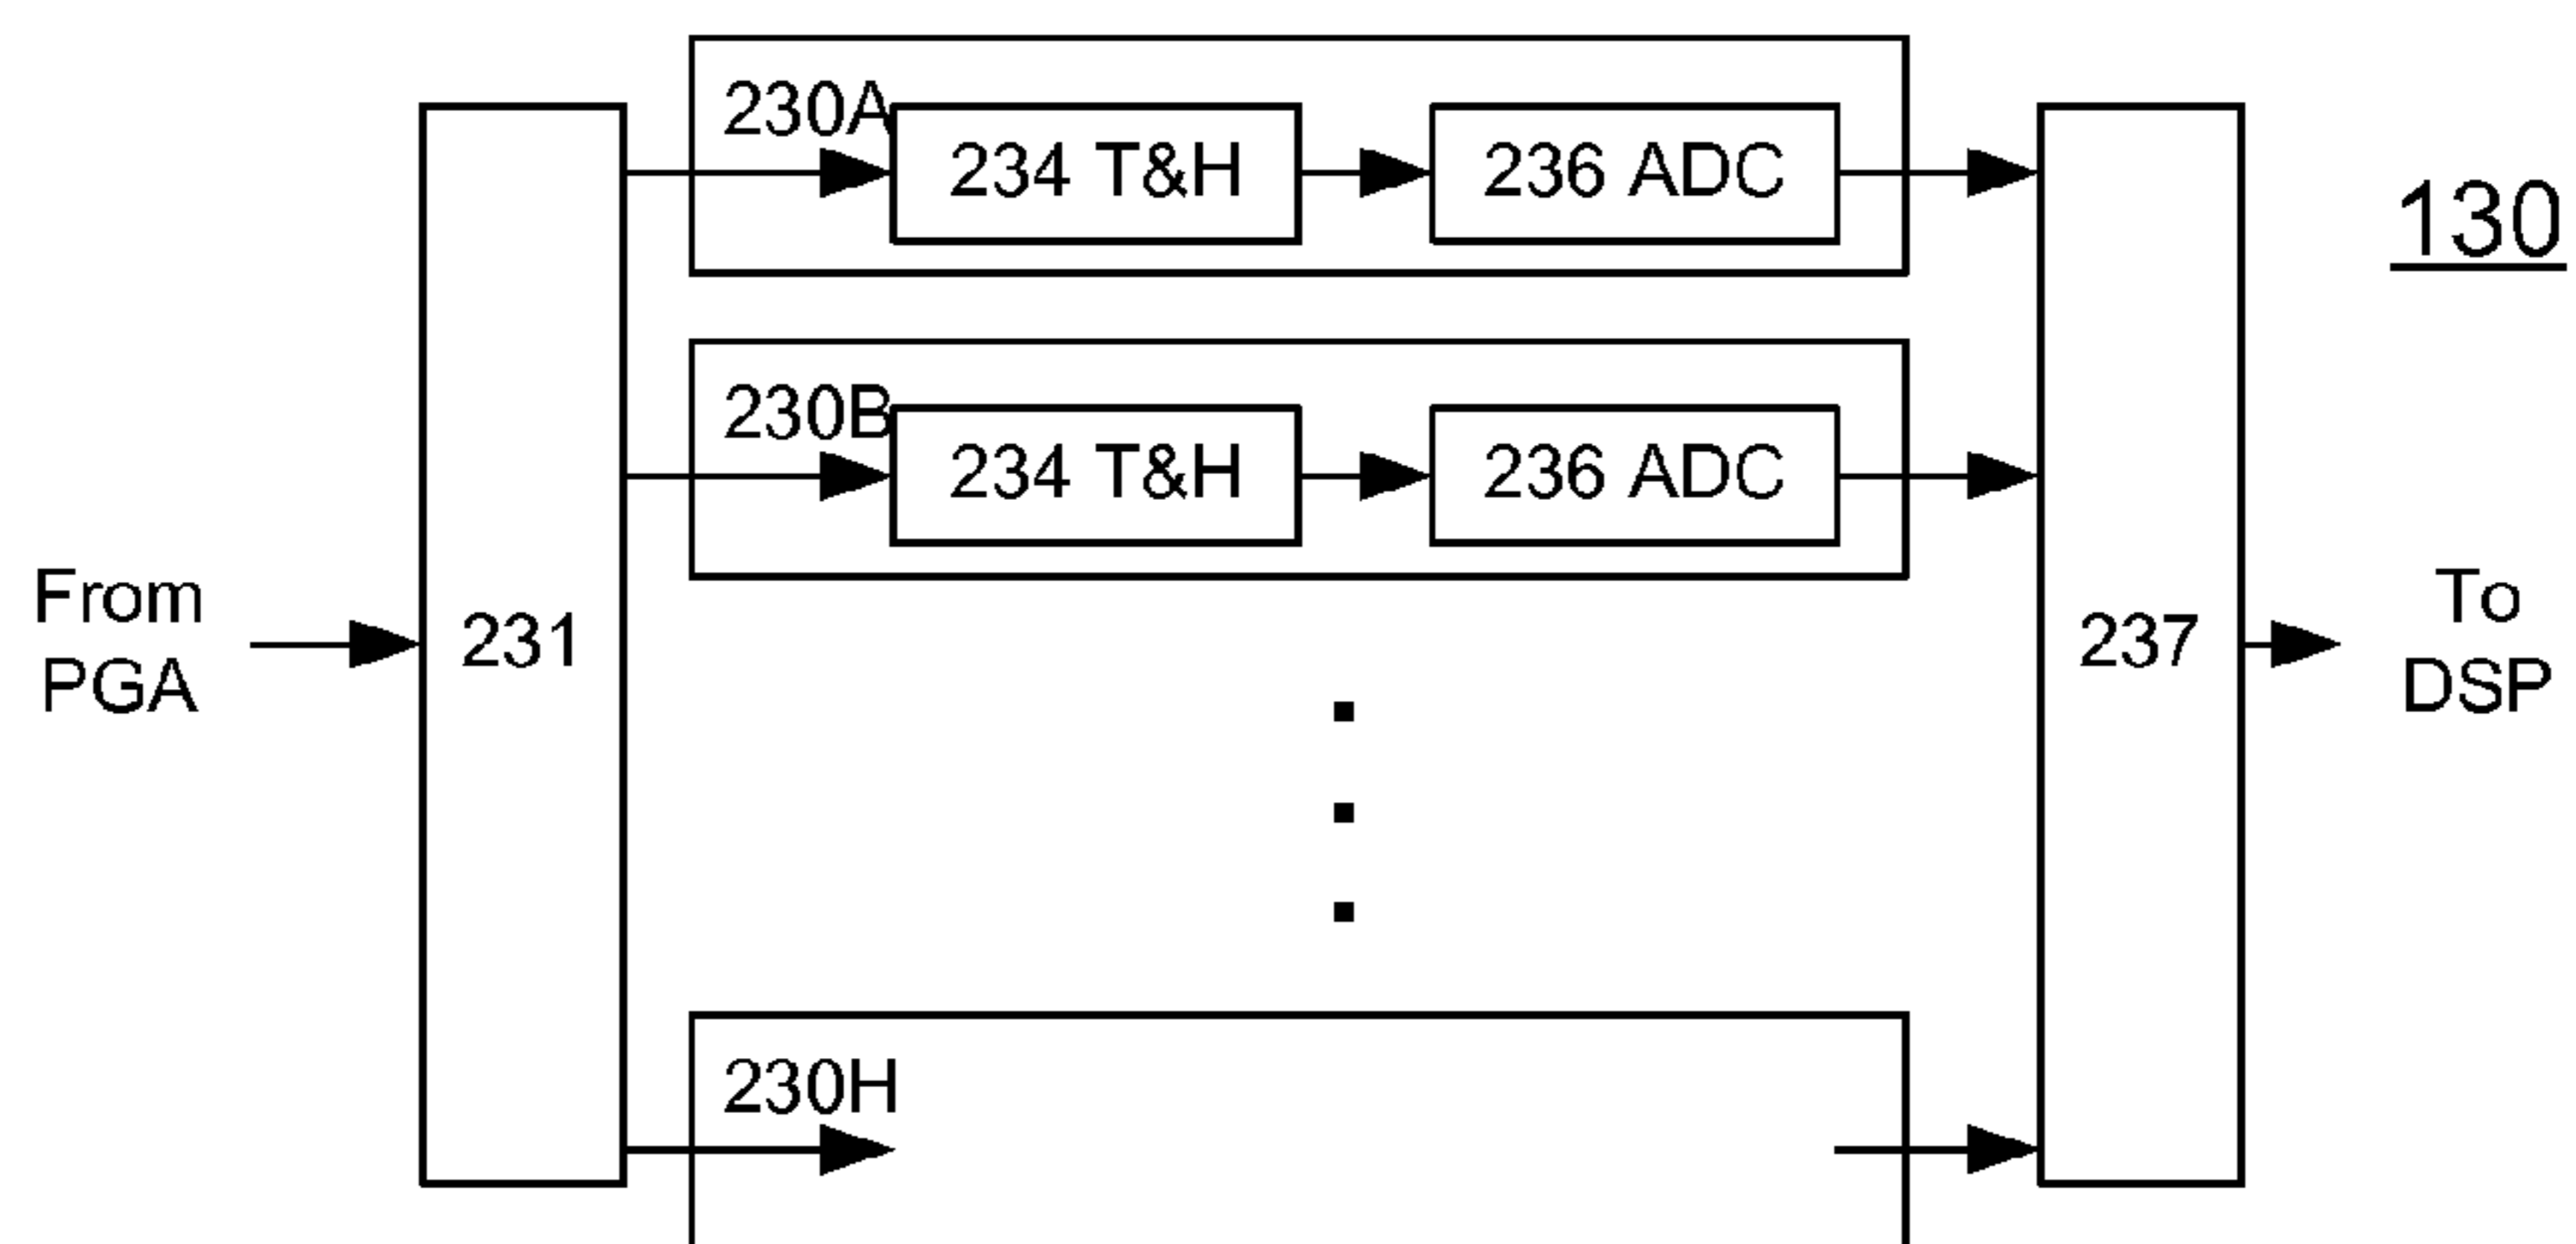 230A
234 T&H
236 ADC
130
230B
234 T&H
236 ADC
From
PGA
231
237
To
DSP
230H